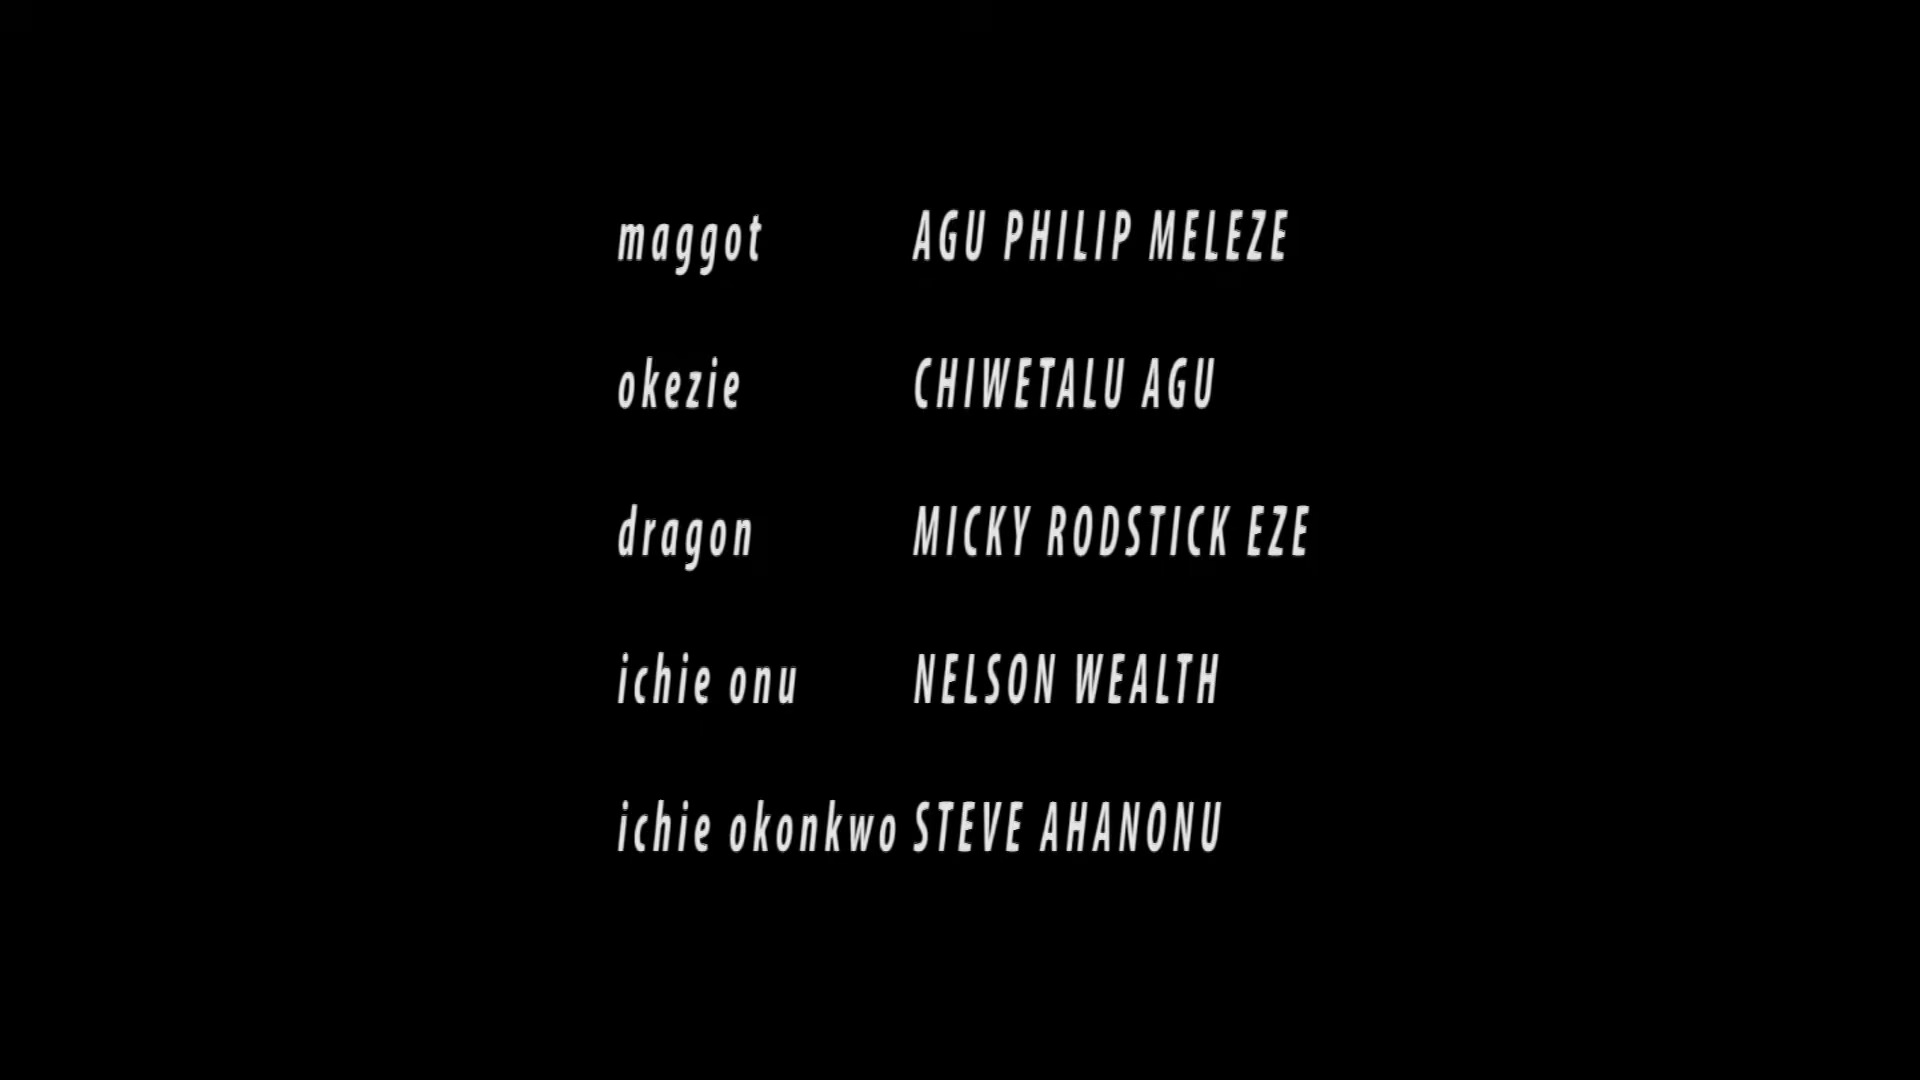 maggot AGU PHILIP MELEZE
okezie CHIWETALU AGU
dragon MICKY RODSTICK EZE
ichie onu NELSON WEALTH
ichie okonkwo STEVE AHANONU